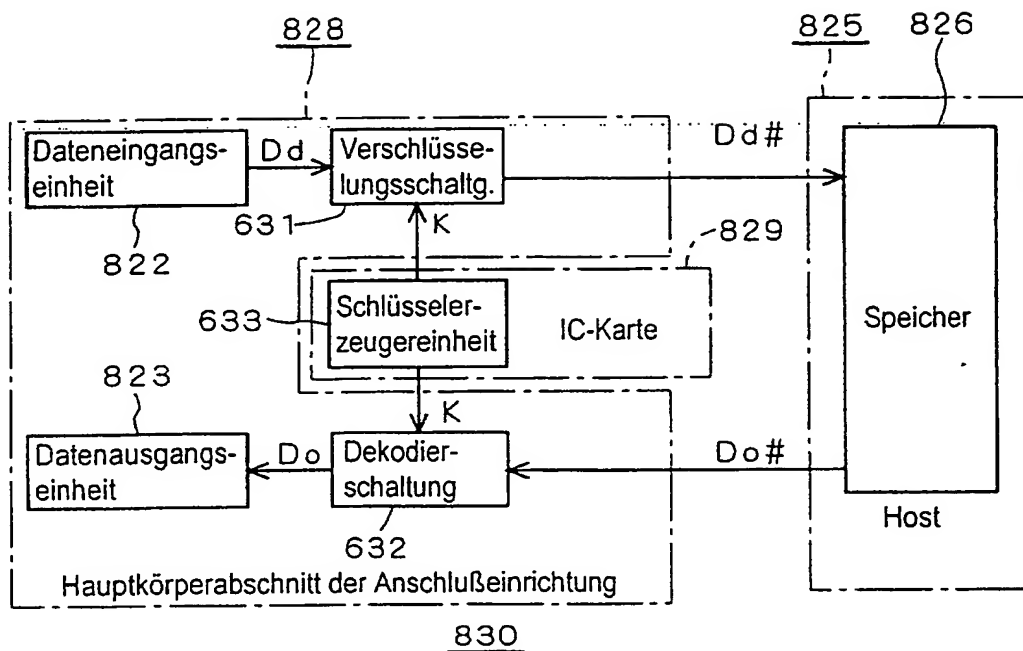 828
825
826
Dateneingangs-
einheit
Dd
Verschlüsse-
lungsschaltg.
Dd#
822
631
K
829
633
Schlüsseler-
zeugereinheit
IC-Karte
Speicher
823
K
Datenausgangs-
einheit
Do
Dekodier-
schaltung
Do#
632
Host
Hauptkörperabschnitt der Anschlußeinrichtung
830